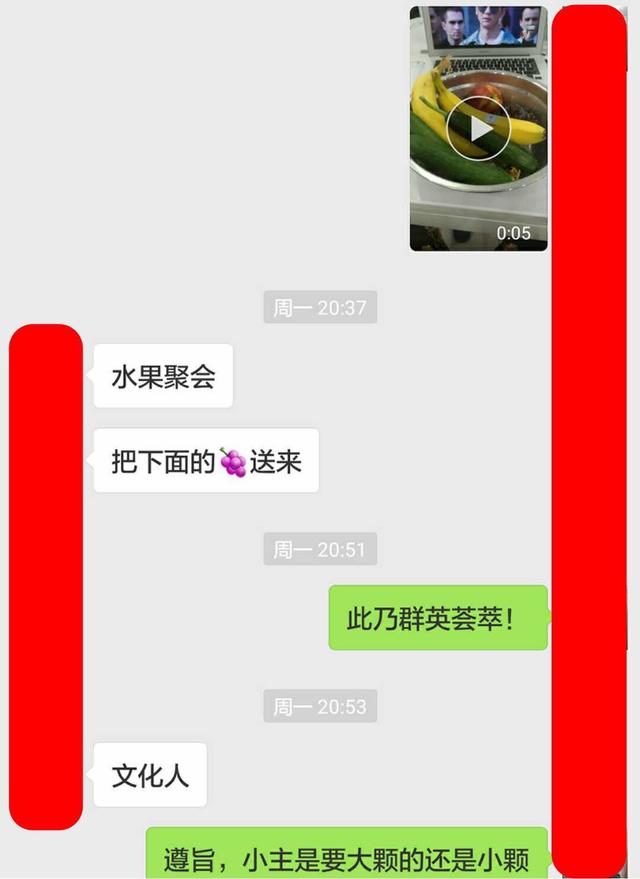 0:05
周一 20:37
水果聚会
把下面的🍇送来
周一 20:51
此乃群英荟萃！
周一 20:53
文化人
遵旨，小主是要大颗的还是小颗